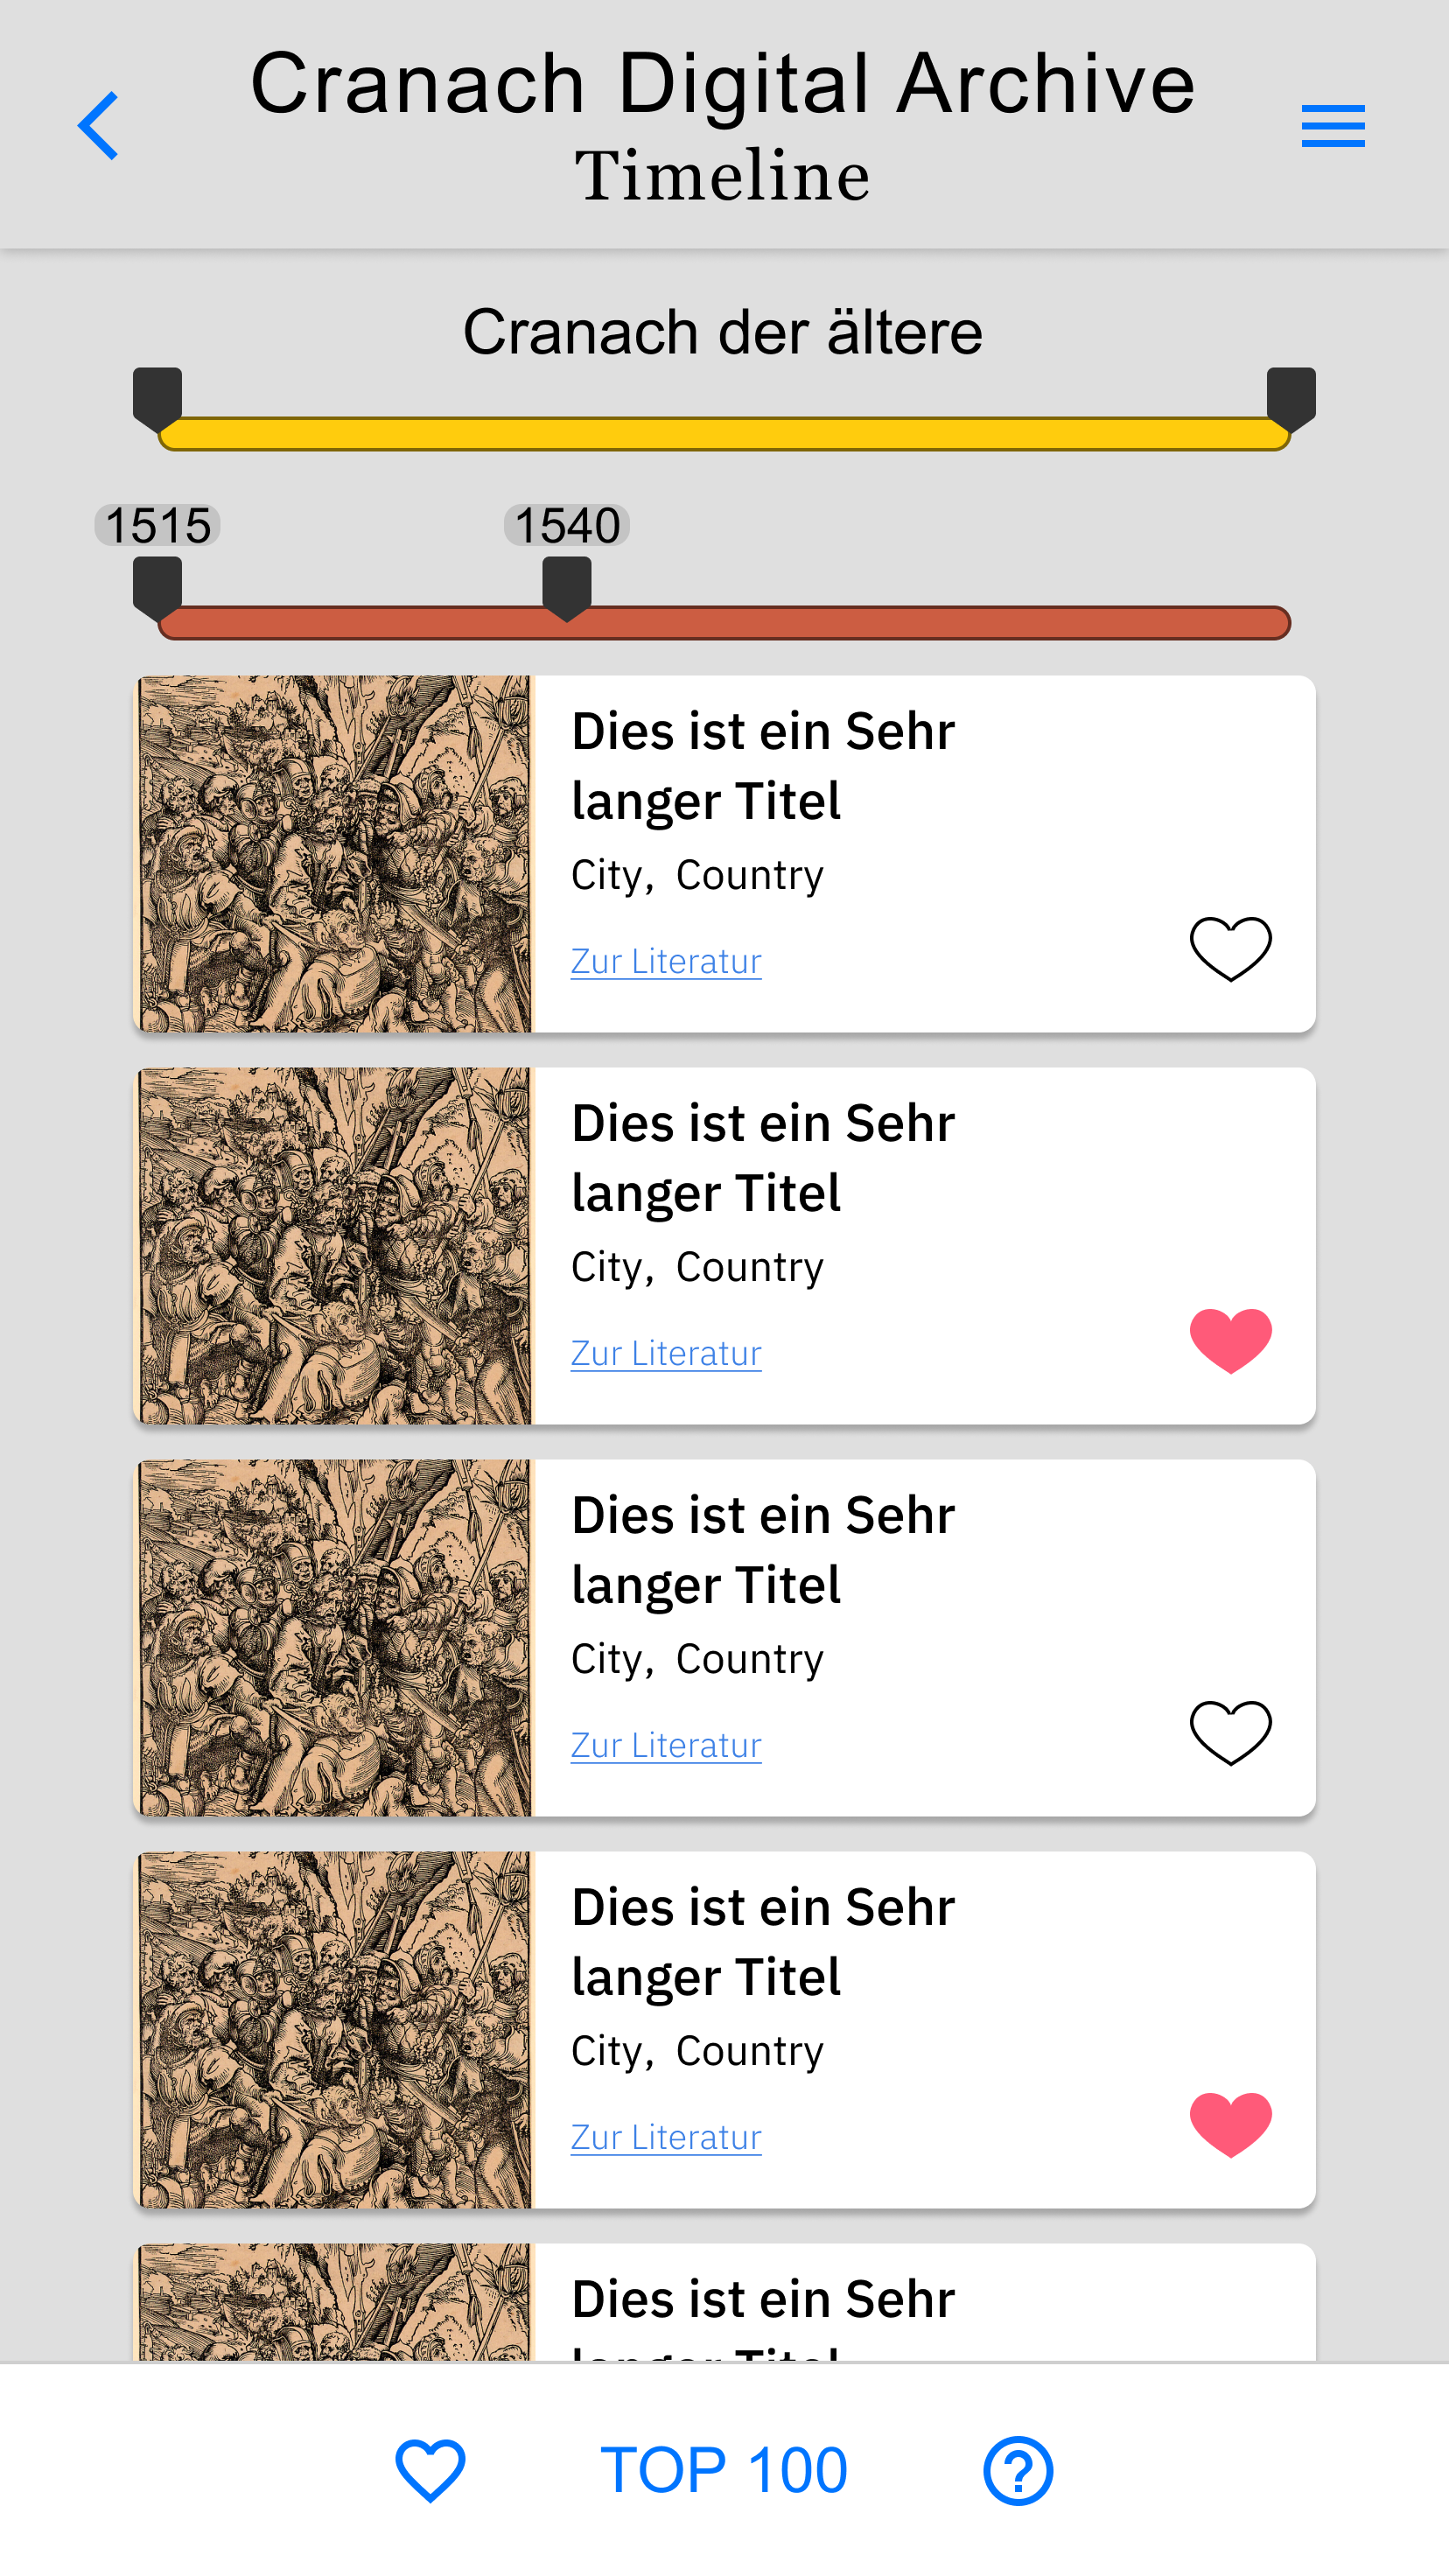 Cranach Digital Archive
Timeline
Cranach der ältere
1515 1540
Dies ist ein Sehr
langer Titel
City, Country
Zur Literatur
Dies ist ein Sehr
langer Titel
City, Country
Zur Literatur
Dies ist ein Sehr
langer Titel
City, Country
Zur Literatur
Dies ist ein Sehr
langer Titel
City, Country
Zur Literatur
Dies ist ein Sehr
langer Titel
TOP 100